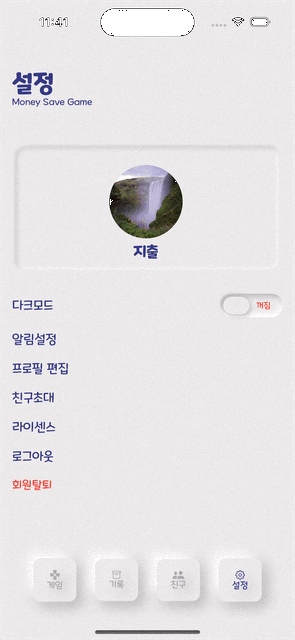 11:41
설정
Money Save Game
지출
다크모드
꺼짐
알림설정
프로필 편집
친구초대
라이센스
로그아웃
회원탈퇴
게임 기록 친구 설정